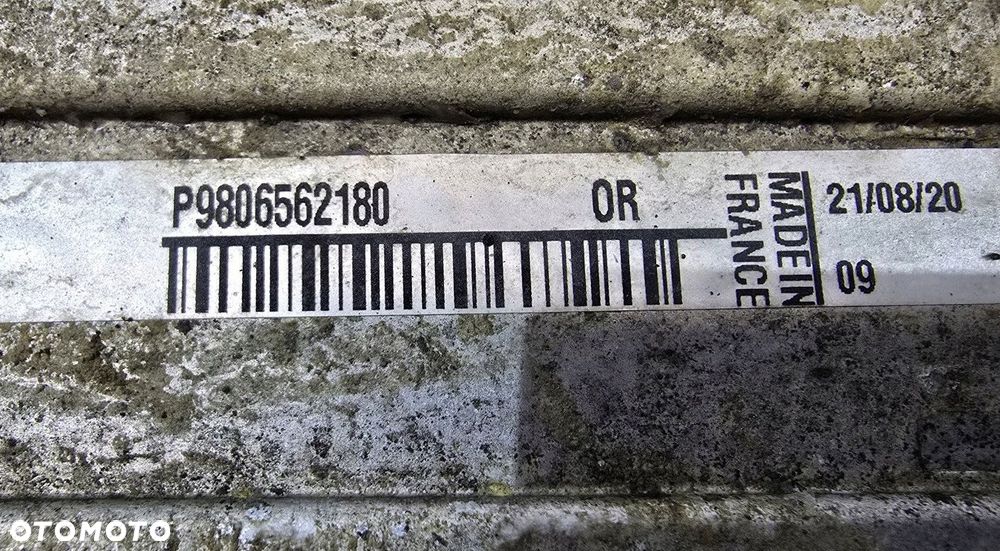 P9806562180
OR
MADE IN
FRANCE
21/08/20
09
OTOMOTO